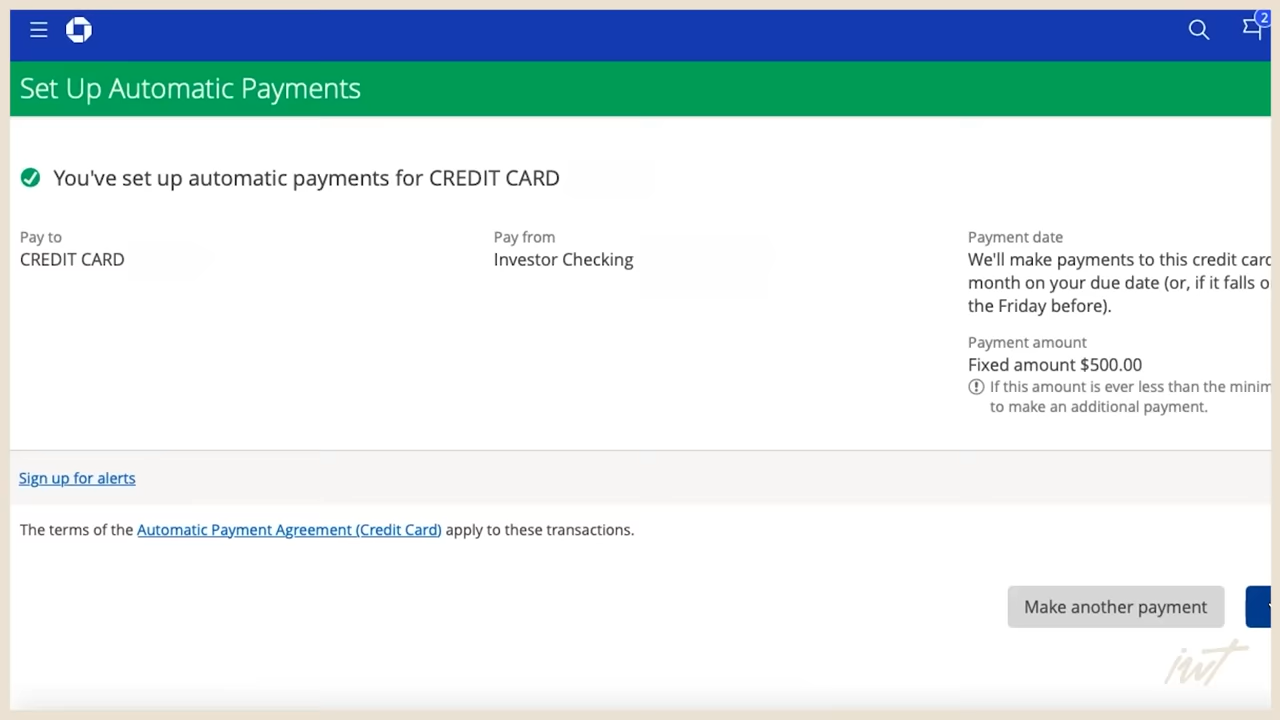 2
Set Up Automatic Payments
You've set up automatic payments for CREDIT CARD
Pay to
CREDIT CARD
Pay from
Investor Checking
Payment date
We'll make payments to this credit card
month on your due date (or, if it falls o
the Friday before).
Payment amount
Fixed amount $500.00
If this amount is ever less than the minim
to make an additional payment.
Sign up for alerts
The terms of the Automatic Payment Agreement (Credit Card) apply to these transactions.
Make another payment
iwt